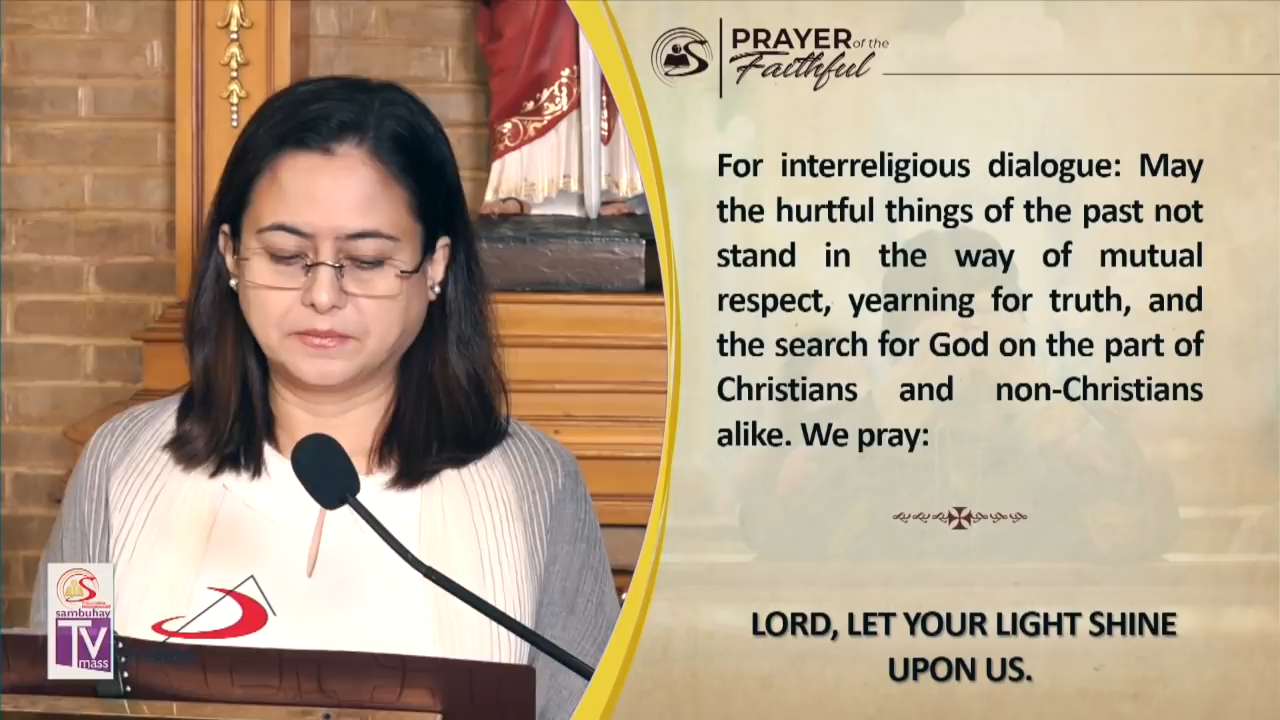 PRAYER of the
Faithful
For interreligious dialogue: May
the hurtful things of the past not
stand in the way of mutual
respect, yearning for truth, and
the search for God on the part of
Christians and non-Christians
alike. We pray:
LORD, LET YOUR LIGHT SHINE
UPON US.
sambuhay
TV
mass